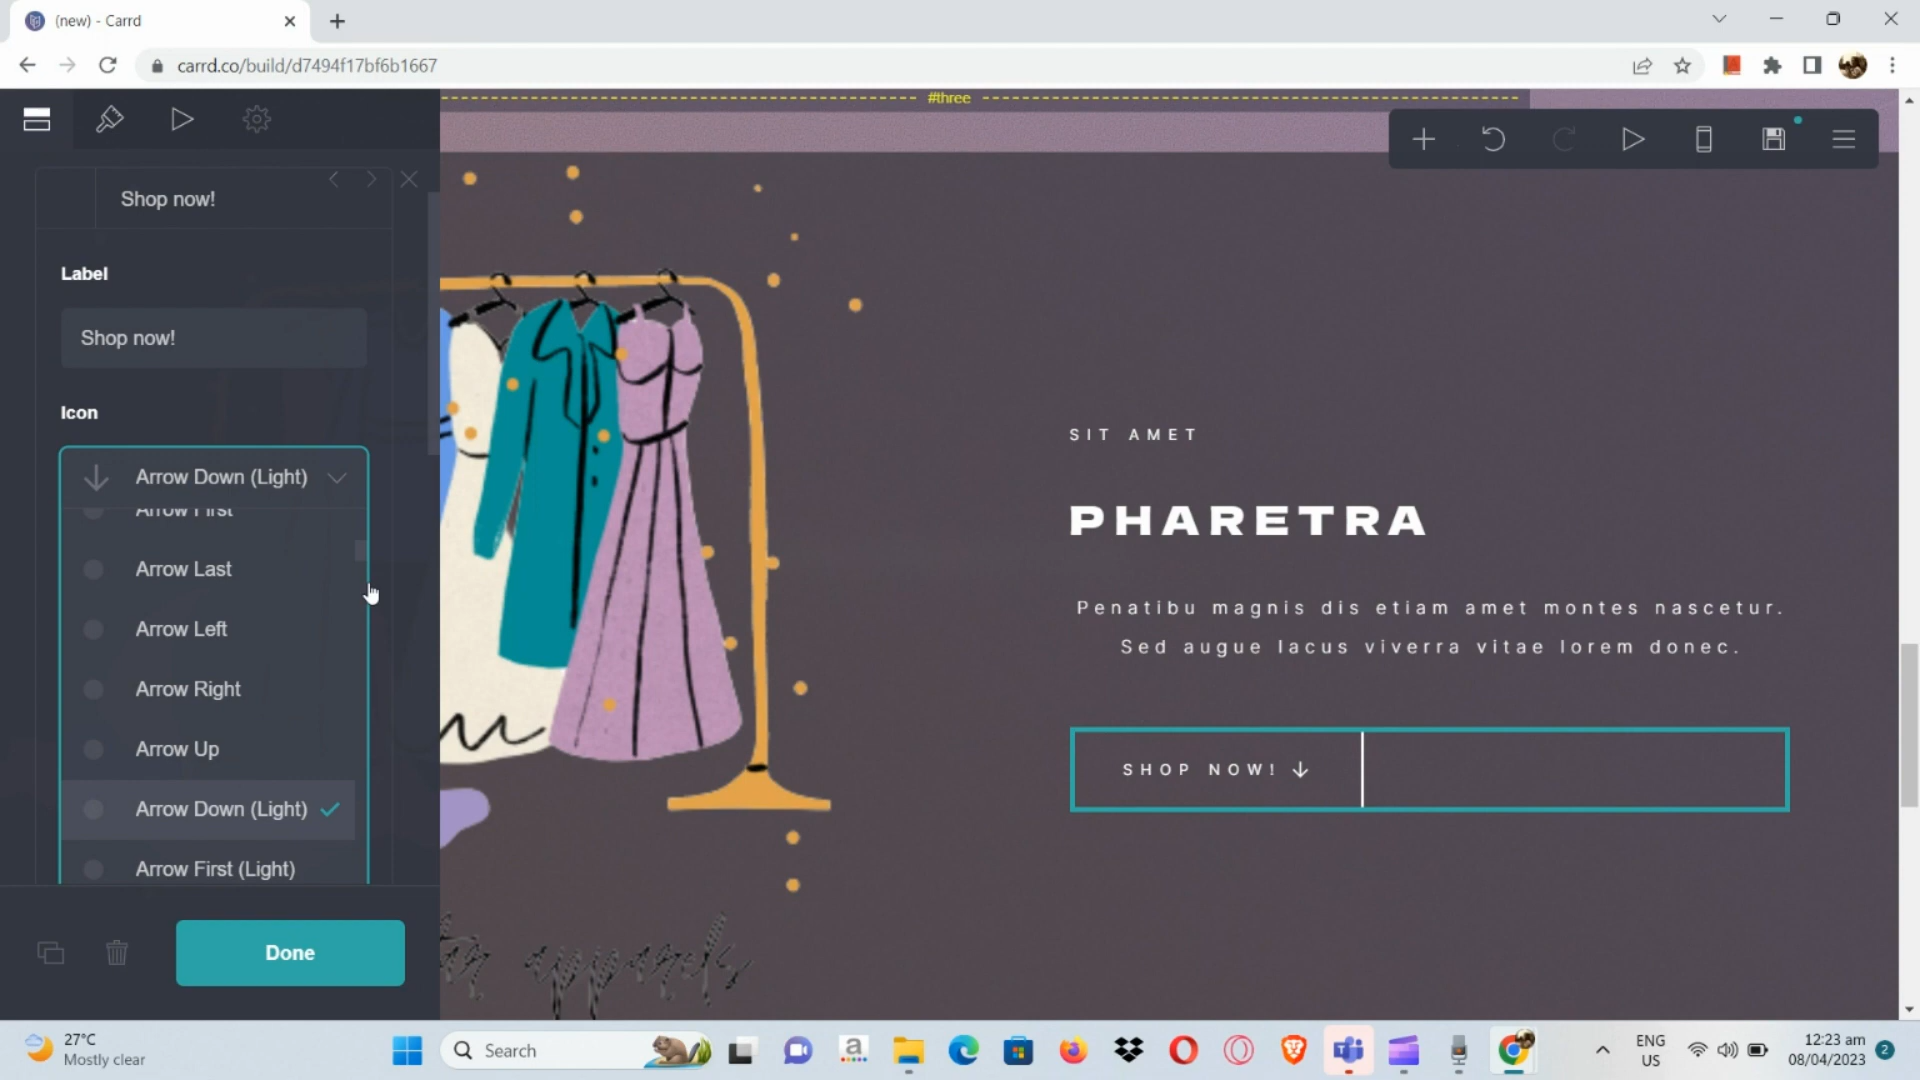 (new) - Carrd
carrd.co/build/d7494f17bf6b1667
#three
Shop now!
Label
Shop now!
Icon
Arrow Down (Light)
Arrow First
Arrow Last
Arrow Left
Arrow Right
Arrow Up
Arrow Down (Light)
Arrow First (Light)
Done
SIT AMET
PHARETRA
Penatibu magnis dis etiam amet montes nascetur.
Sed augue lacus viverra vitae lorem donec.
SHOP NOW!
apparels
27°C
Mostly clear
Search
ENG
US
12:23 am
08/04/2023
2